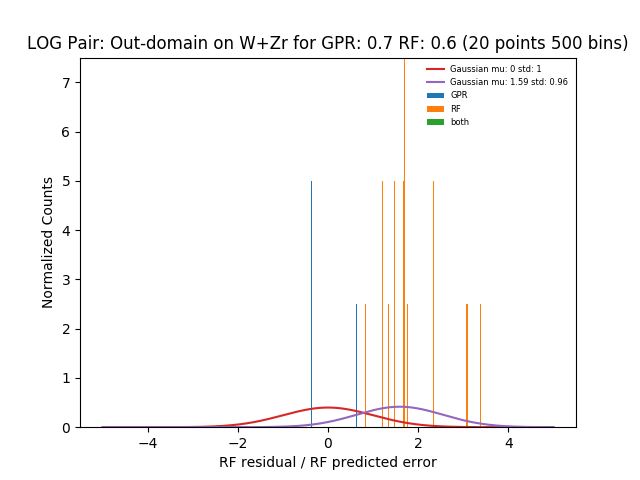 LOG Pair: Out-domain on W+Zr for GPR: 0.7 RF: 0.6 (20 points 500 bins)
Gaussian mu: 0 std: 1
Gaussian mu: 1.59 std: 0.96
GPR
RF
both
Normalized Counts
7
6
5
4
3
2
1
0
−4 −2 0 2 4
RF residual / RF predicted error